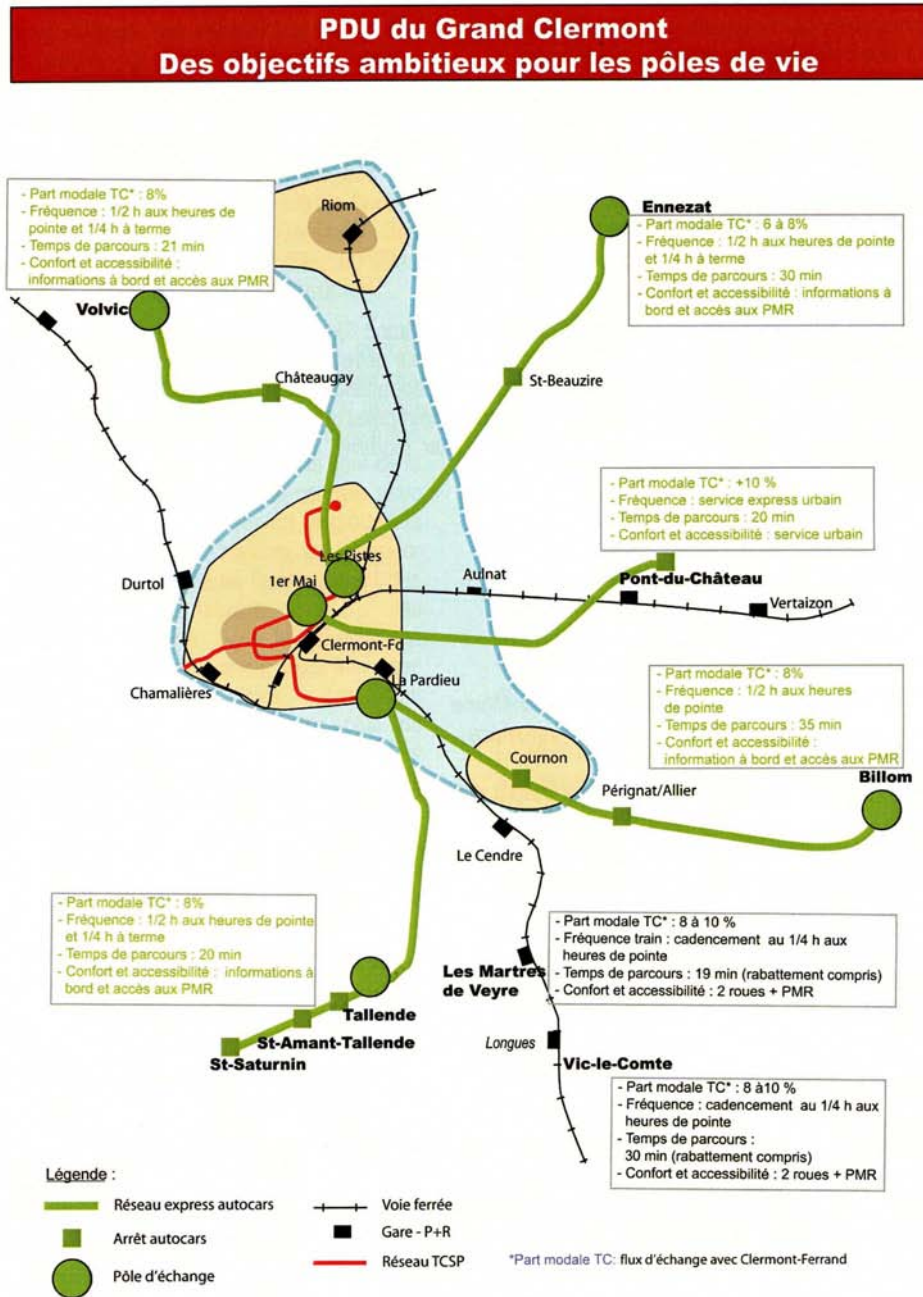 PDU du Grand Clermont
Des objectifs ambitieux pour les pôles de vie
- Part modale TC* : 8%
- Fréquence : 1/2 h aux heures de
pointe et 1/4 h à terme
- Temps de parcours : 21 min
- Confort et accessibilité :
informations à bord et accès aux PMR
Riom
Ennezat
- Part modale TC* : 6 à 8%
- Fréquence : 1/2 h aux heures de pointe
et 1/4 h à terme
- Temps de parcours : 30 min
- Confort et accessibilité : informations à
bord et accès aux PMR
Volvic
Châteaugay
St-Beauzire
- Part modale TC* : +10 %
- Fréquence : service express urbain
- Temps de parcours : 20 min
- Confort et accessibilité : service urbain
Les Pistes
Durtol
1er Mai
Aulnat
Pont-du-Château
Vertaizon
Clermont-Fd
Chamalières
La Pardieu
- Part modale TC* : 8%
- Fréquence : 1/2 h aux heures
de pointe
- Temps de parcours : 35 min
- Confort et accessibilité :
information à bord et accès aux PMR
Cournon
Billom
Pérignat/Allier
Le Cendre
- Part modale TC* : 8%
- Fréquence : 1/2 h aux heures de pointe
et 1/4 h à terme
- Temps de parcours : 20 min
- Confort et accessibilité : informations à
bord et accès aux PMR
- Part modale TC* : 8 à 10 %
- Fréquence train : cadencement au 1/4 h aux
heures de pointe
- Temps de parcours : 19 min (rabattement compris)
- Confort et accessibilité : 2 roues + PMR
Les Martres
de Veyre
Tallende
St-Amant-Tallende
St-Saturnin
Longues
Vic-le-Comte
- Part modale TC* : 8 à10 %
- Fréquence : cadencement au 1/4 h aux
heures de pointe
- Temps de parcours :
30 min (rabattement compris)
- Confort et accessibilité : 2 roues + PMR
Légende :
Réseau express autocars
Voie ferrée
Arrêt autocars
Gare - P+R
Pôle d'échange
Réseau TCSP
*Part modale TC: flux d'échange avec Clermont-Ferrand